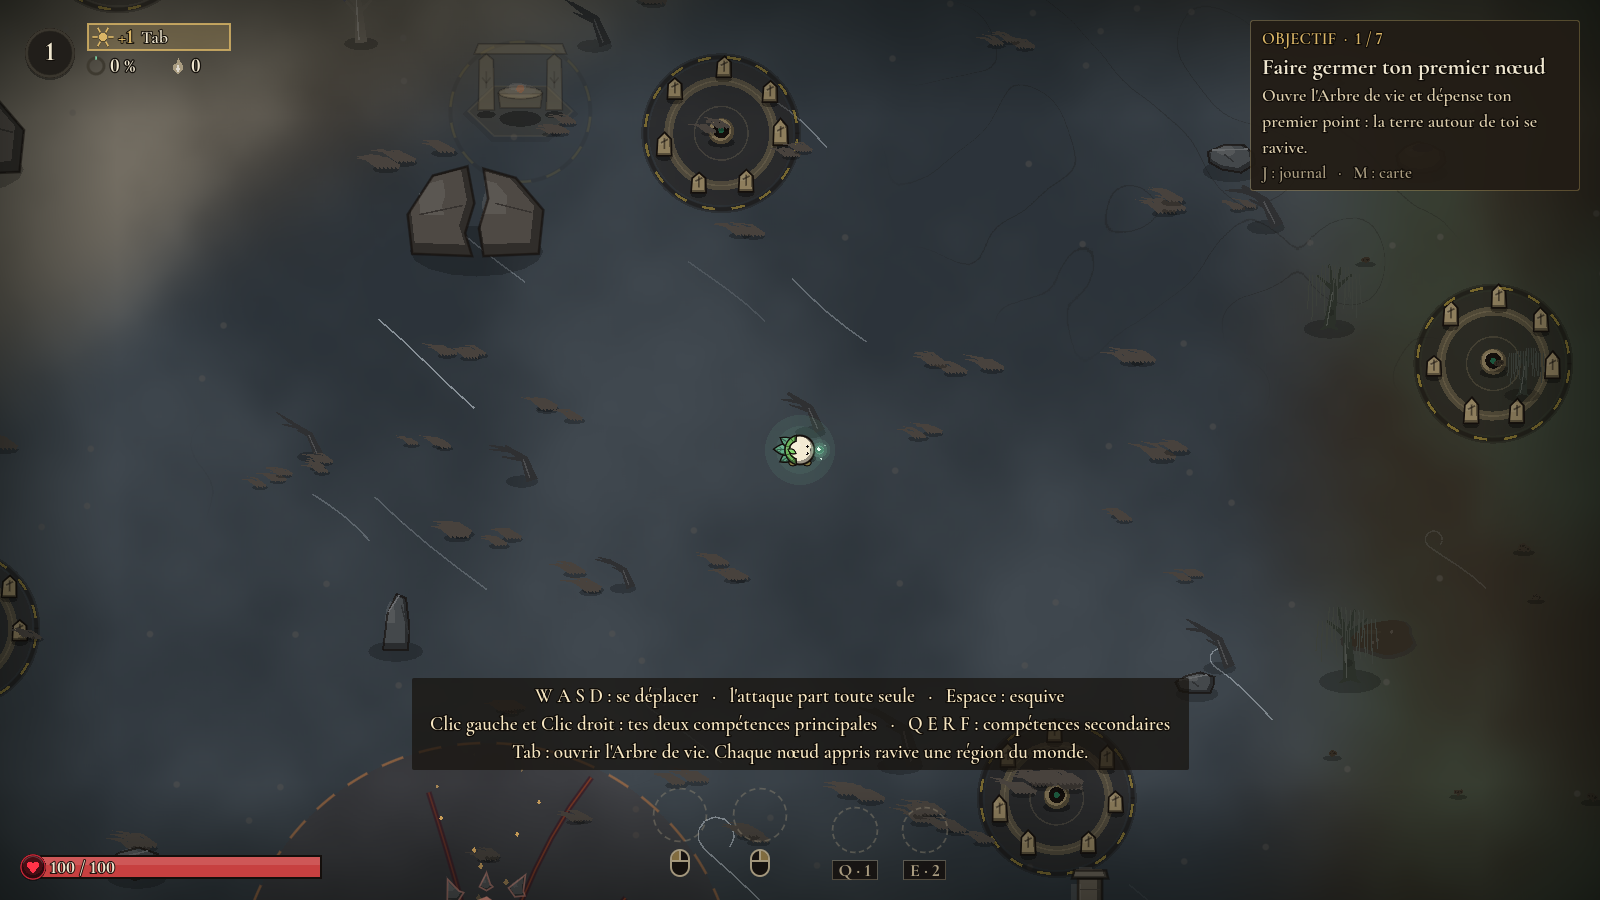 1
+1 Tab
0 %
0
OBJECTIF · 1 / 7
Faire germer ton premier nœud
Ouvre l'Arbre de vie et dépense ton
premier point : la terre autour de toi se
ravive.
J : journal · M : carte
W A S D : se déplacer · l'attaque part toute seule · Espace : esquive
Clic gauche et Clic droit : tes deux compétences principales · Q E R F : compétences secondaires
Tab : ouvrir l'Arbre de vie. Chaque nœud appris ravive une région du monde.
100 / 100
Q · 1
E · 2